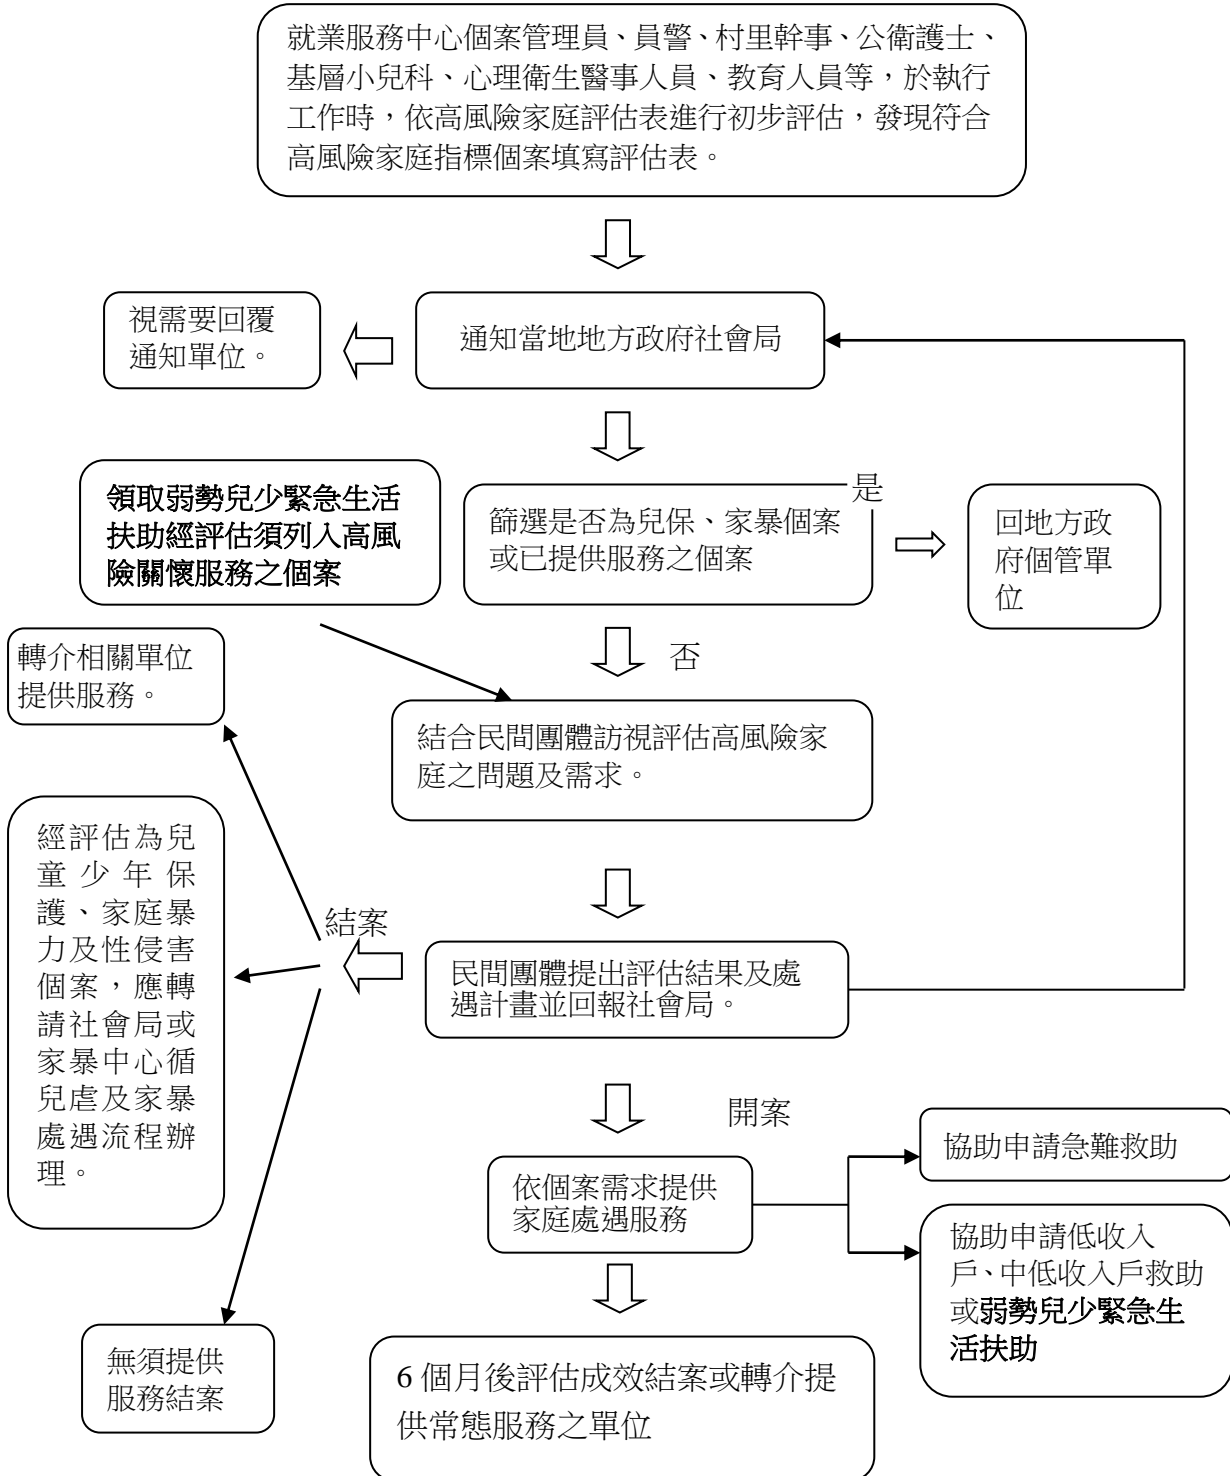 就業服務中心個案管理員、員警、村里幹事、公衛護士、
基層小兒科、心理衛生醫事人員、教育人員等，於執行
工作時，依高風險家庭評估表進行初步評估，發現符合
高風險家庭指標個案填寫評估表。
視需要回覆
通知單位。
通知當地地方政府社會局
領取弱勢兒少緊急生活
扶助經評估須列入高風
險關懷服務之個案
篩選是否為兒保、家暴個案
或已提供服務之個案
是
回地方政
府個管單
位
否
轉介相關單位
提供服務。
結合民間團體訪視評估高風險家
庭之問題及需求。
經評估為兒
童少年保
護、家庭暴
力及性侵害
個案，應轉
請社會局或
家暴中心循
兒虐及家暴
處遇流程辦
理。
結案
民間團體提出評估結果及處
遇計畫並回報社會局。
開案
依個案需求提供
家庭處遇服務
協助申請急難救助
協助申請低收入
戶、中低收入戶救助
或弱勢兒少緊急生
活扶助
無須提供
服務結案
6 個月後評估成效結案或轉介提
供常態服務之單位